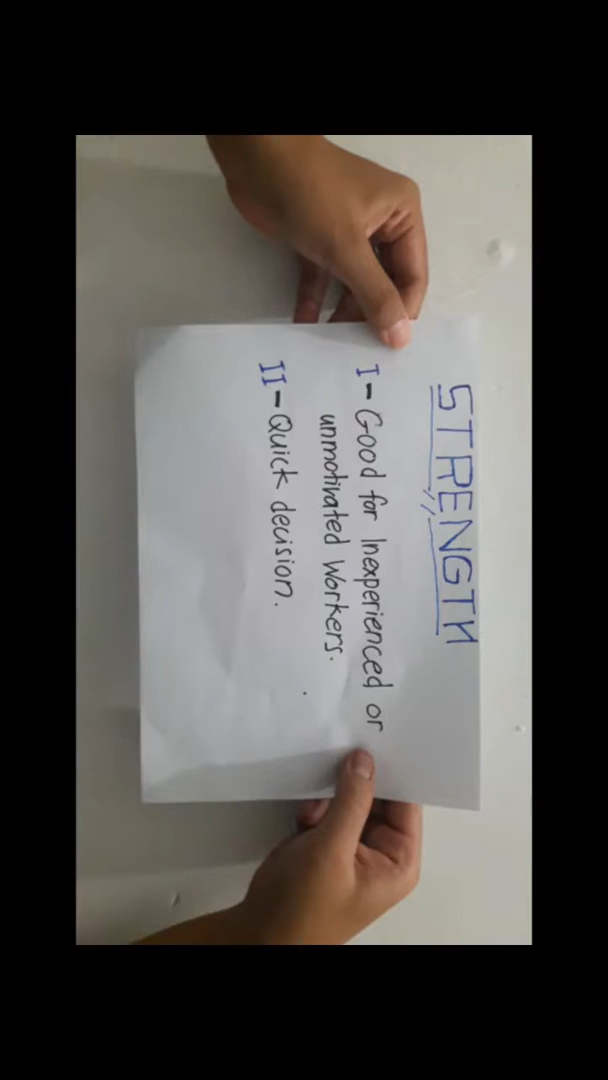 STRENGTH
I - Good for Inexperienced or
unmotivated Workers.
II - Quick decision.